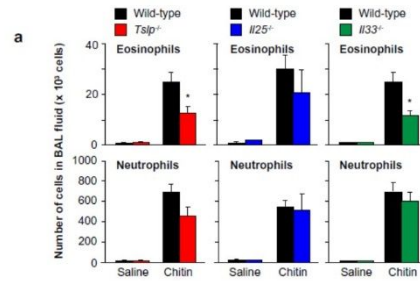 a
Wild-type
Tslp-/-
Wild-type
Il25-/-
Wild-type
Il33-/-
Number of cells in BAL fluid (x 10³ cells)
Eosinophils
Eosinophils
Eosinophils
40
20
0
*
*
Neutrophils
Neutrophils
Neutrophils
1000
800
600
400
200
0
Saline Chitin
Saline Chitin
Saline Chitin